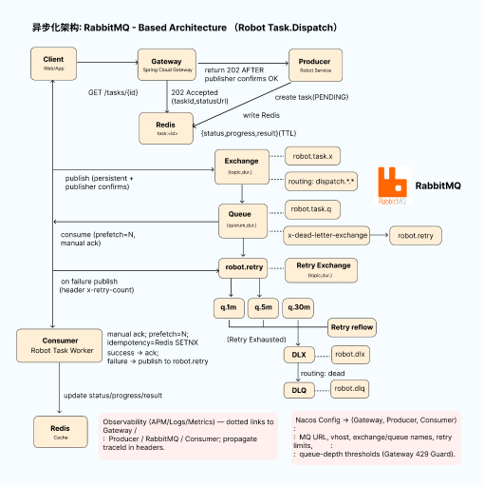 异步化架构: RabbitMQ - Based Architecture （Robot Task.Dispatch）
Client
Web/App
Gateway
Spring Cloud Gateway
Producer
Robot Service
return 202 AFTER
publisher confirms OK
GET /tasks/{id}
202 Accepted
(taskId,statusUrl)
create task(PENDING)
Redis
task:<id>
write Redis
{status,progress,result}(TTL)
Exchange
(topic,dur.)
robot.task.x
routing: dispatch.*.*
RabbitMQ
RabbitMQ
publish (persistent +
publisher confirms)
Queue
(quorum,dur.)
robot.task.q
x-dead-letter-exchange
robot.retry
consume (prefetch=N,
manual ack)
robot.retry
Retry Exchange
(topic,dur.)
on failure publish
(header x-retry-count)
q.1m
q.5m
q.30m
Retry reflow
(Retry Exhausted)
Consumer
Robot Task Worker
manual ack; prefetch=N;
idempotency=Redis SETNX
success → ack;
failure → publish to robot.retry
DLX
robot.dlx
routing: dead
DLQ
robot.dlq
update status/progress/result
Redis
Cache
Observability (APM/Logs/Metrics) — dotted links to
Gateway /
: Producer / RabbitMQ / Consumer; propagate
traceId in headers.
Nacos Config → (Gateway, Producer, Consumer)
:
: MQ URL, vhost, exchange/queue names, retry
limits, :
: queue-depth thresholds (Gateway 429 Guard).